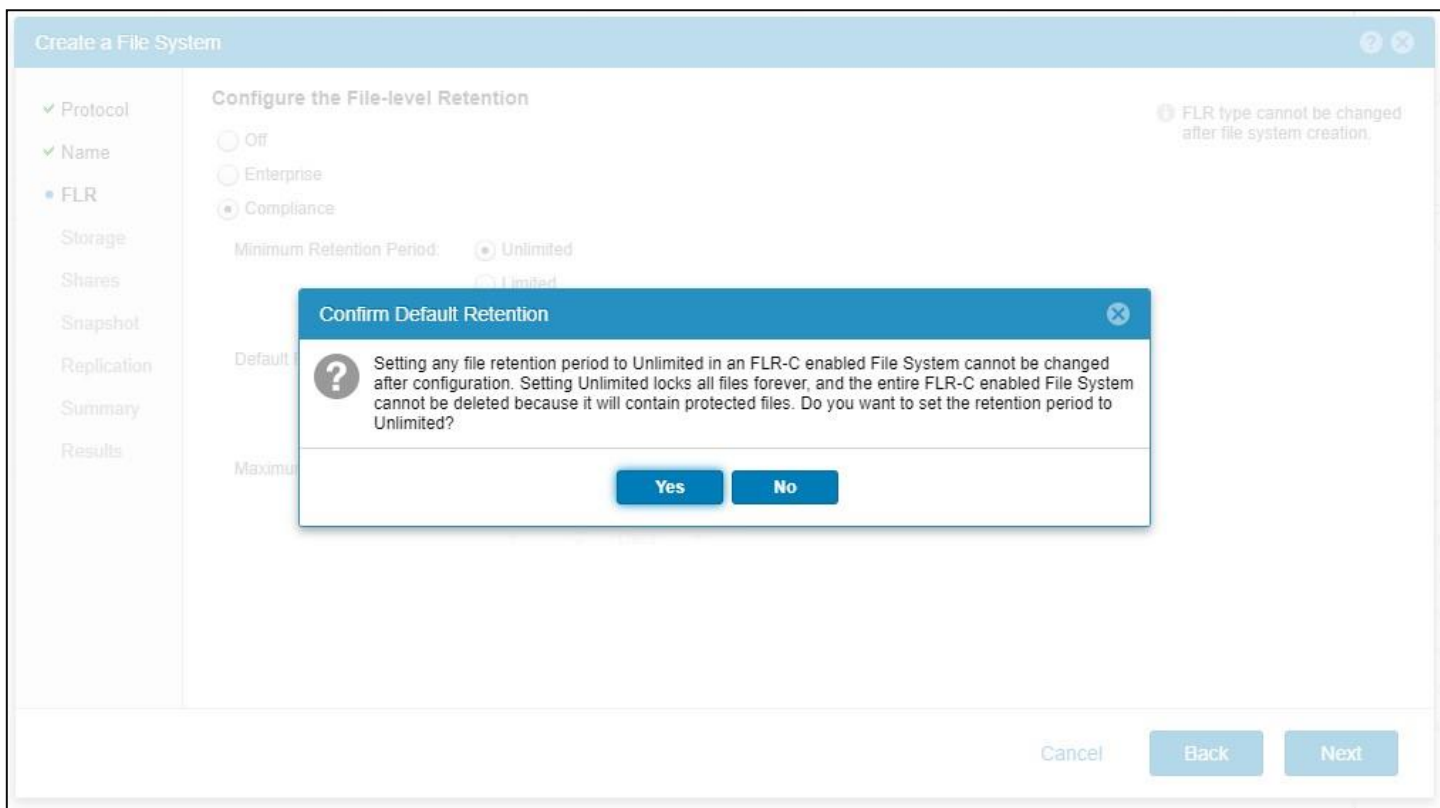 Create a File System
Protocol
Name
FLR
Storage
Shares
Snapshot
Replication
Summary
Results
Configure the File-level Retention
Off
Enterprise
Compliance
Minimum Retention Period:
Unlimited
Limited
Default
Maximum
FLR type cannot be changed
after file system creation.
Confirm Default Retention
Setting any file retention period to Unlimited in an FLR-C enabled File System cannot be changed
after configuration. Setting Unlimited locks all files forever, and the entire FLR-C enabled File System
cannot be deleted because it will contain protected files. Do you want to set the retention period to
Unlimited?
Yes
No
Cancel
Back
Next